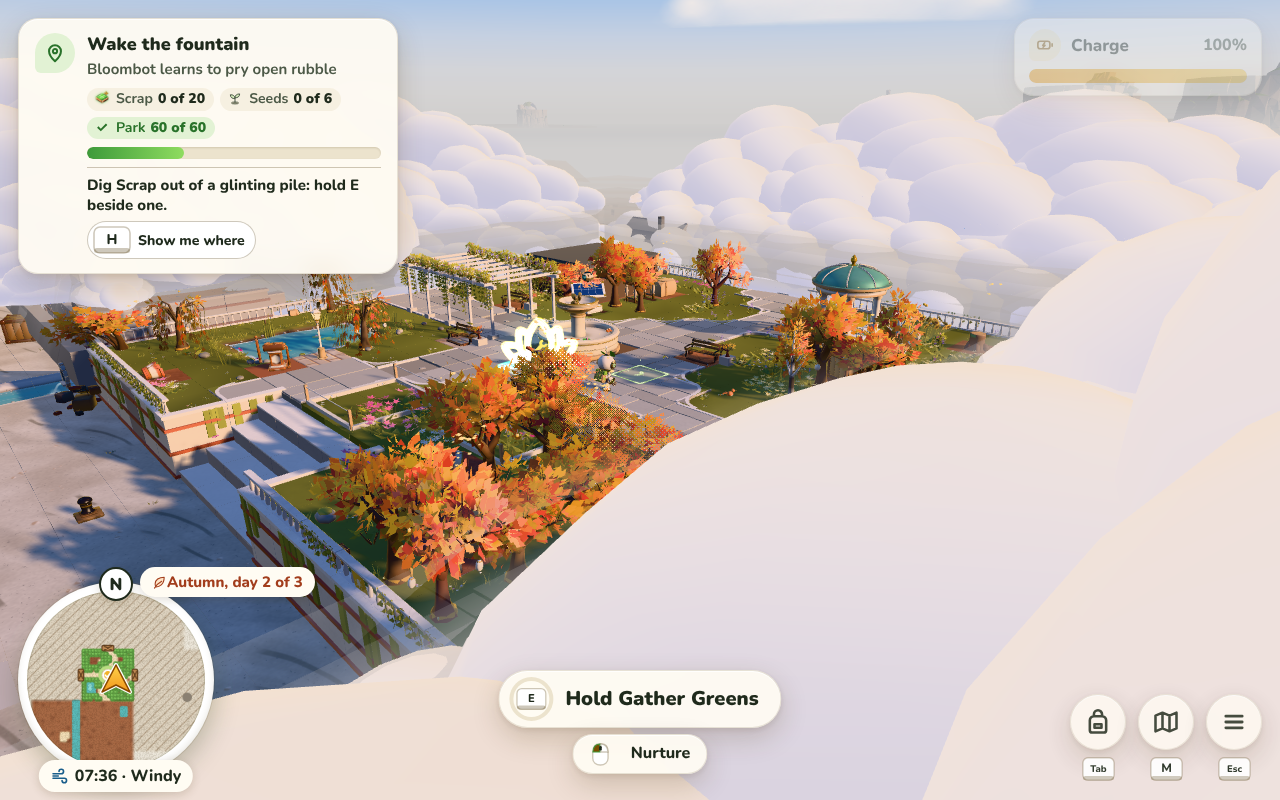 Wake the fountain
Bloombot learns to pry open rubble
Scrap 0 of 20 Seeds 0 of 6
Park 60 of 60
Dig Scrap out of a glinting pile: hold E
beside one.
H Show me where
Charge 100%
N
Autumn, day 2 of 3
07:36 · Windy
E Hold Gather Greens
Nurture
Tab M Esc